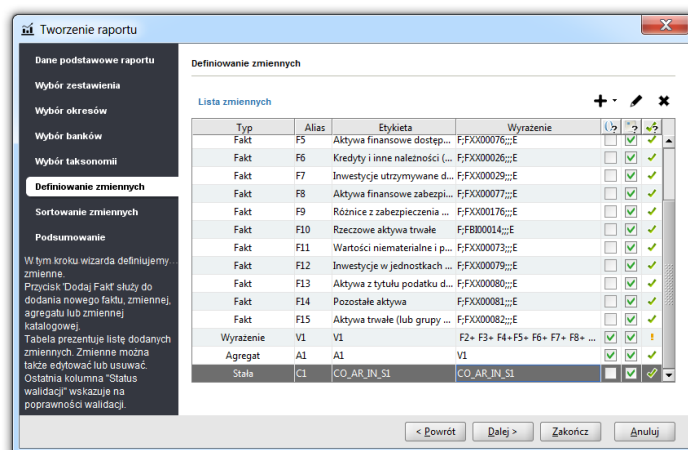 Tworzenie raportu
Dane podstawowe raportu
Wybór zestawienia
Wybór okresów
Wybór banków
Wybór taksonomii
Definiowanie zmiennych
Sortowanie zmiennych
Podsumowanie
W tym kroku wizarda definiujemy
zmienne.
Przycisk 'Dodaj Fakt' służy do
dodania nowego faktu, zmiennej,
agregatu lub zmiennej
katalogowej.
Tabela prezentuje listę dodanych
zmiennych. Zmienne można
także edytować lub usuwać.
Ostatnia kolumna "Status
walidacji" wskazuje na
poprawności walidacji.
Definiowanie zmiennych
Lista zmiennych
Typ Alias Etykieta Wyrażenie
Fakt F5 Aktywa finansowe dostęp... F;FXX00076;;;E
Fakt F6 Kredyty i inne należności (... F;FXX00026;;;E
Fakt F7 Inwestycje utrzymywane d... F;FXX00029;;;E
Fakt F8 Aktywa finansowe zabezpi... F;FXX00077;;;E
Fakt F9 Różnice z zabezpieczenia ... F;FXX00176;;;E
Fakt F10 Rzeczowe aktywa trwałe F;FBI00014;;;E
Fakt F11 Wartości niematerialne i p... F;FXX00073;;;E
Fakt F12 Inwestycje w jednostkach ... F;FXX00079;;;E
Fakt F13 Aktywa z tytułu podatku d... F;FXX00080;;;E
Fakt F14 Pozostałe aktywa F;FXX00081;;;E
Fakt F15 Aktywa trwałe (lub grupy ... F;FXX00082;;;E
Wyrażenie V1 V1 F2+ F3+ F4+F5+ F6+ F7+ F8+ ...
Agregat A1 A1 V1
Stała C1 CO_AR_IN_S1 CO_AR_IN_S1
< Powrót Dalej > Zakończ Anuluj